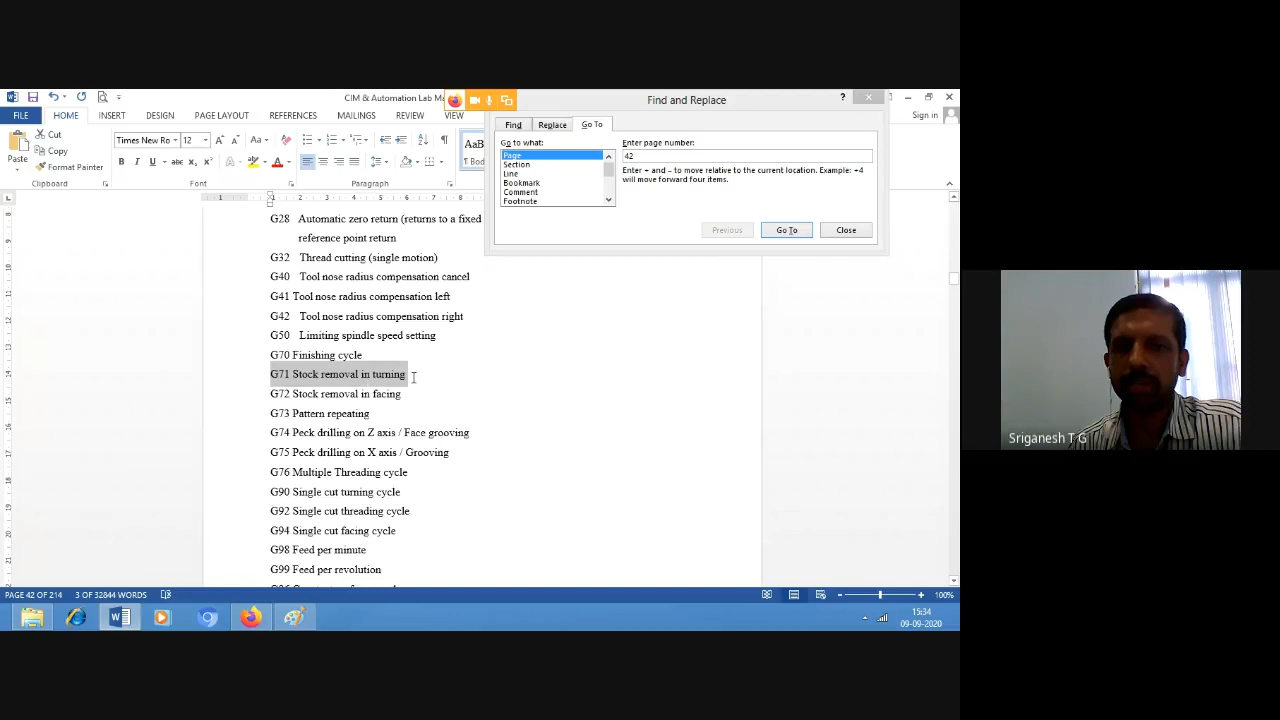 CIM & Automation Lab Ma
Find and Replace
?
Sign in
FILE
HOME
INSERT
DESIGN
PAGE LAYOUT
REFERENCES
MAILINGS
REVIEW
VIEW
Paste
Cut
Copy
Format Painter
Clipboard
Times New Ro
12
Aa
B I U abc X₂ X²
Font
Paragraph
AaB
¶ Bod
Find
Replace
Go To
Go to what:
Page
Section
Line
Bookmark
Comment
Footnote
Enter page number:
42
Enter + and – to move relative to the current location. Example: +4
will move forward four items.
Previous
Go To
Close
G28 Automatic zero return (returns to a fixed
reference point return
G32 Thread cutting (single motion)
G40 Tool nose radius compensation cancel
G41 Tool nose radius compensation left
G42 Tool nose radius compensation right
G50 Limiting spindle speed setting
G70 Finishing cycle
G71 Stock removal in turning
G72 Stock removal in facing
G73 Pattern repeating
G74 Peck drilling on Z axis / Face grooving
G75 Peck drilling on X axis / Grooving
G76 Multiple Threading cycle
G90 Single cut turning cycle
G92 Single cut threading cycle
G94 Single cut facing cycle
G98 Feed per minute
G99 Feed per revolution
PAGE 42 OF 214
3 OF 32844 WORDS
100%
15:34
09-09-2020
Sriganesh T G